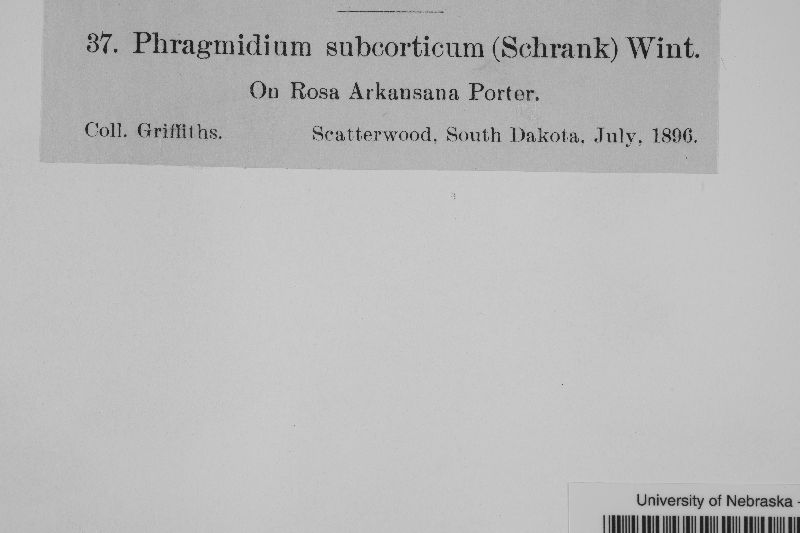 37. Phragmidium subcorticum (Schrank) Wint.
On Rosa Arkansana Porter.
Coll. Griffiths. Scatterwood, South Dakota, July, 1896.
University of Nebraska -